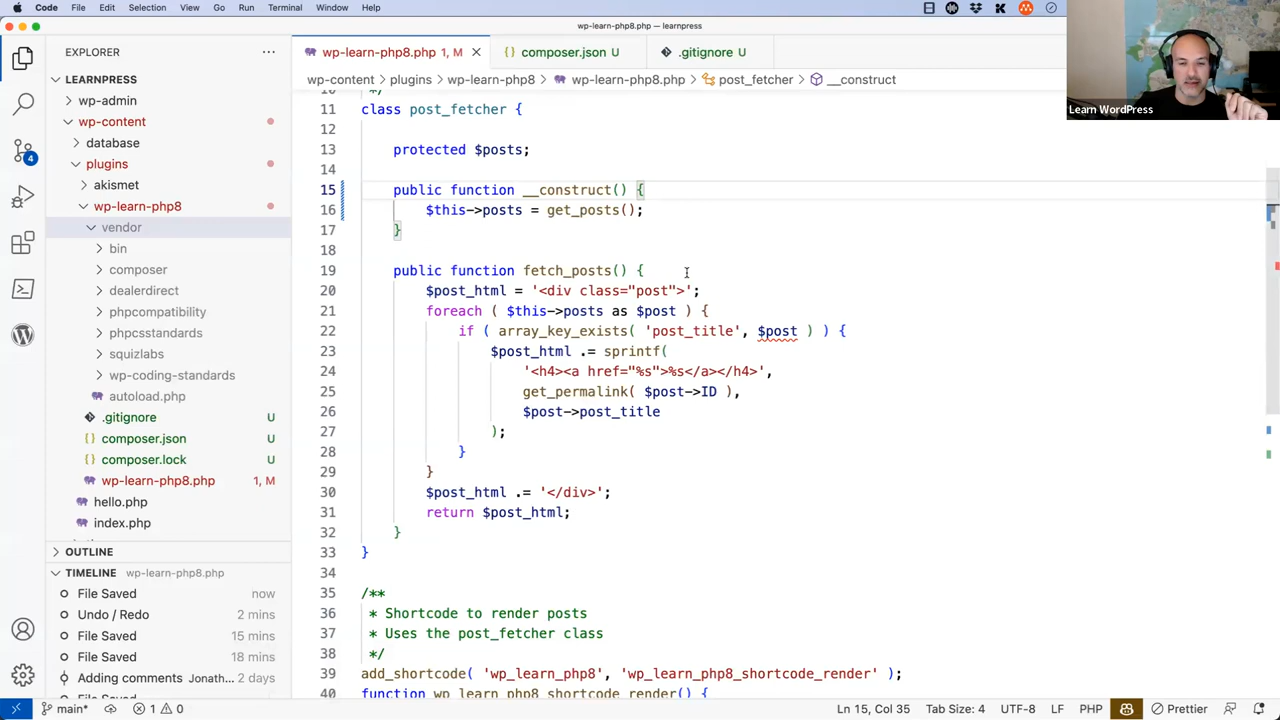 Code File Edit Selection View Go Run Terminal Window Help
wp-learn-php8.php — learnpress
EXPLORER
LEARNPRESS
wp-admin
wp-content
database
plugins
akismet
wp-learn-php8
vendor
bin
composer
dealerdirect
phpcompatibility
phpcsstandards
squizlabs
wp-coding-standards
autoload.php
.gitignore U
composer.json U
composer.lock U
wp-learn-php8.php 1, M
hello.php
index.php
OUTLINE
TIMELINE wp-learn-php8.php
File Saved now
Undo / Redo 2 mins
File Saved 15 mins
File Saved 18 mins
Adding comments Jonath... 2 days
File Saved
4
wp-learn-php8.php 1, M composer.json U .gitignore U
wp-content plugins wp-learn-php8 wp-learn-php8.php post_fetcher __construct
10 */
11 class post_fetcher {
12
13 protected $posts;
14
15 public function __construct() {
16 $this->posts = get_posts();
17 }
18
19 public function fetch_posts() {
20 $post_html = '<div class="post">';
21 foreach ( $this->posts as $post ) {
22 if ( array_key_exists( 'post_title', $post ) ) {
23 $post_html .= sprintf(
24 '<h4><a href="%s">%s</a></h4>',
25 get_permalink( $post->ID ),
26 $post->post_title
27 );
28 }
29 }
30 $post_html .= '</div>';
31 return $post_html;
32 }
33 }
34
35 /**
36 * Shortcode to render posts
37 * Uses the post_fetcher class
38 */
39 add_shortcode( 'wp_learn_php8', 'wp_learn_php8_shortcode_render' );
40 function wp_learn_php8_shortcode_render() {
Learn WordPress
main* 1 0 Ln 15, Col 35 Tab Size: 4 UTF-8 LF PHP Prettier